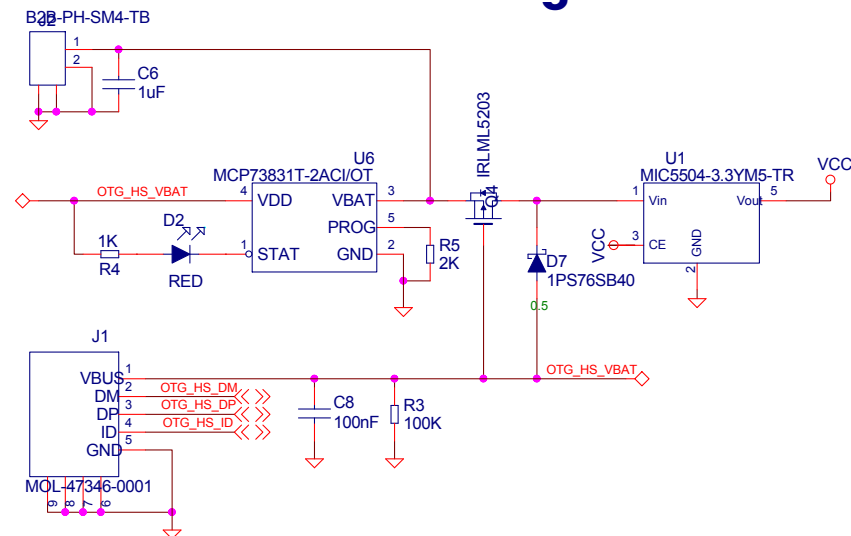 g
B2B-PH-SM4-TB
J2
1
2
C6
1uF
IRLML5203
Q4
U6
MCP73831T-2ACI/OT
U1
MIC5504-3.3YM5-TR
VCC
OTG_HS_VBAT
4
VDD
VBAT
3
PROG
5
GND
2
STAT
1
1
Vin
Vout
5
3
CE
GND
2
VCC
D2
1K
R4
RED
R5
2K
D7
1PS76SB40
0.5
J1
VBUS
1
DM
2
OTG_HS_DM
DP
3
OTG_HS_DP
ID
4
OTG_HS_ID
GND
5
OTG_HS_VBAT
C8
100nF
R3
100K
MOL-47346-0001
9
8
7
6